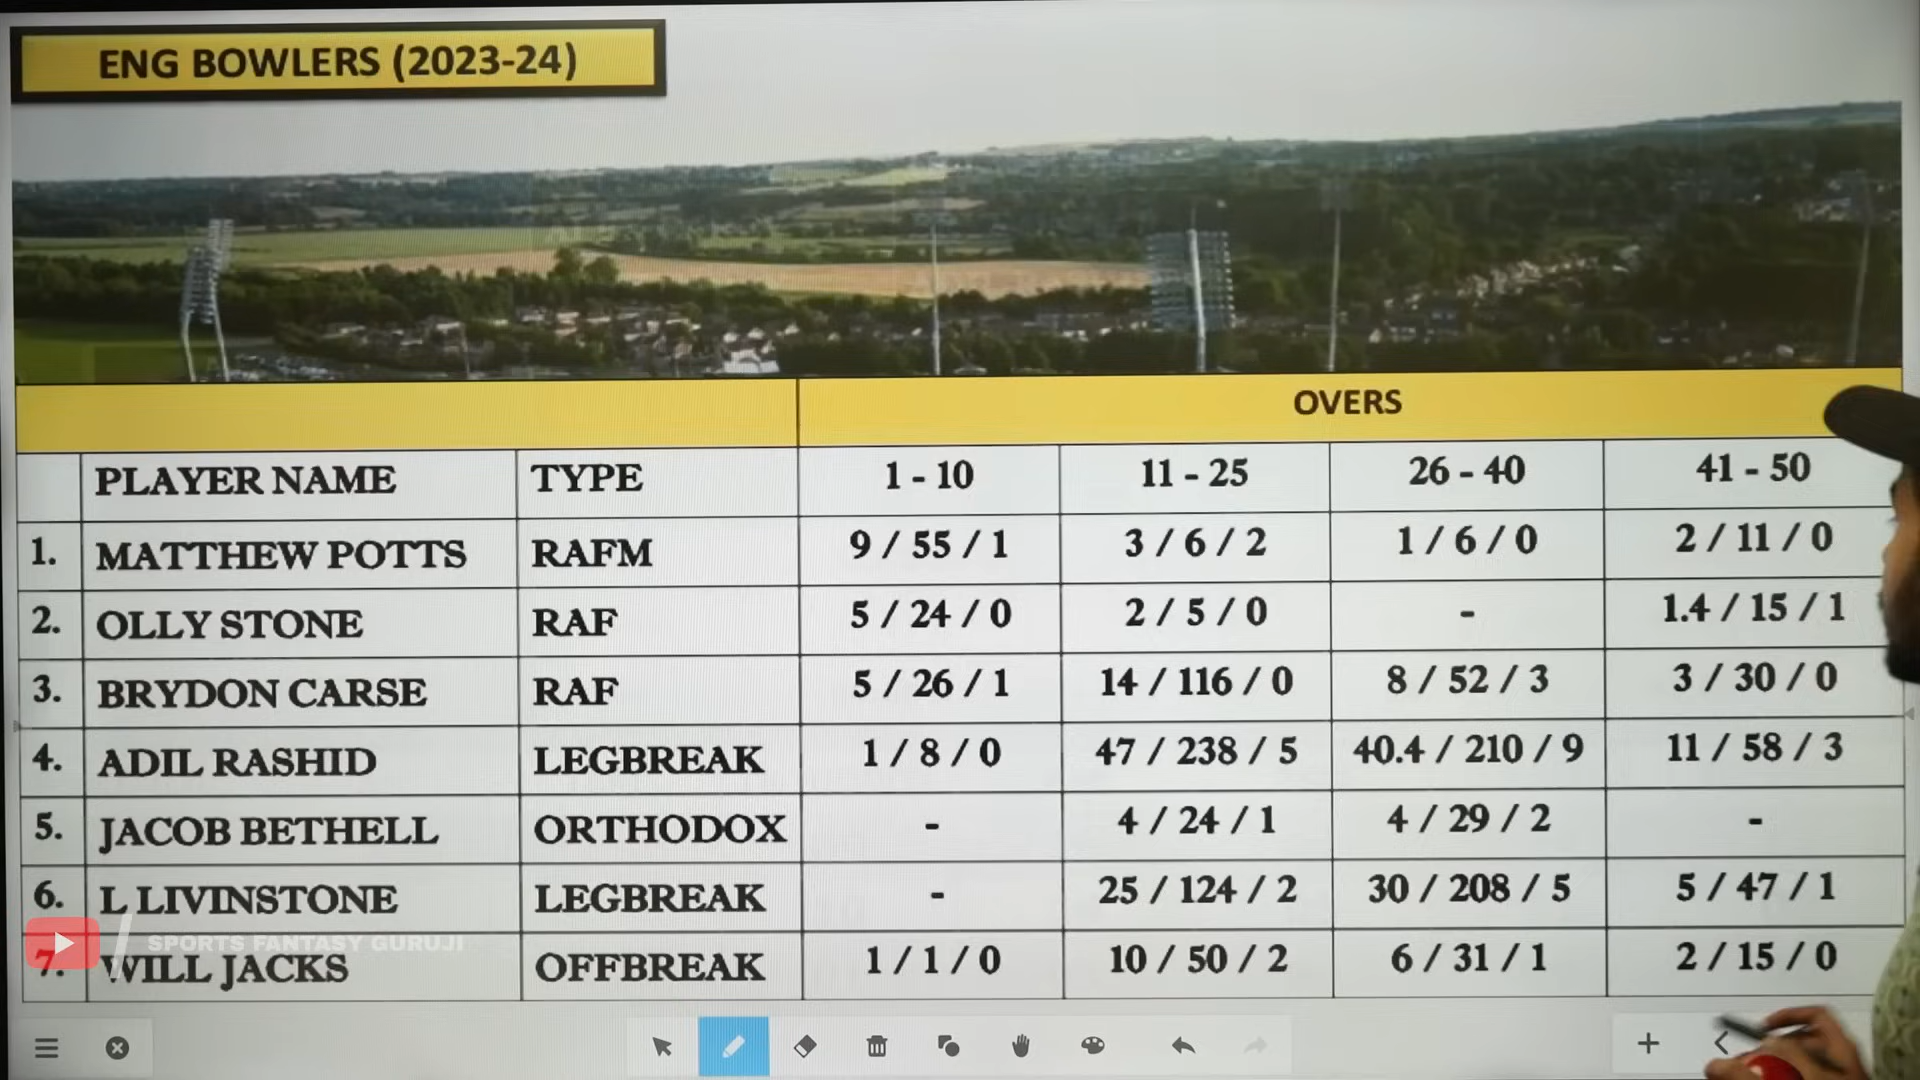 ENG BOWLERS (2023-24)
OVERS
PLAYER NAME TYPE 1 - 10 11 - 25 26 - 40 41 - 50
1. MATTHEW POTTS RAFM 9 / 55 / 1 3 / 6 / 2 1 / 6 / 0 2 / 11 / 0
2. OLLY STONE RAF 5 / 24 / 0 2 / 5 / 0 - 1.4 / 15 / 1
3. BRYDON CARSE RAF 5 / 26 / 1 14 / 116 / 0 8 / 52 / 3 3 / 30 / 0
4. ADIL RASHID LEGBREAK 1 / 8 / 0 47 / 238 / 5 40.4 / 210 / 9 11 / 58 / 3
5. JACOB BETHELL ORTHODOX - 4 / 24 / 1 4 / 29 / 2 -
6. L LIVINSTONE LEGBREAK - 25 / 124 / 2 30 / 208 / 5 5 / 47 / 1
SPORTS FANTASY GURUJI
7. WILL JACKS OFFBREAK 1 / 1 / 0 10 / 50 / 2 6 / 31 / 1 2 / 15 / 0